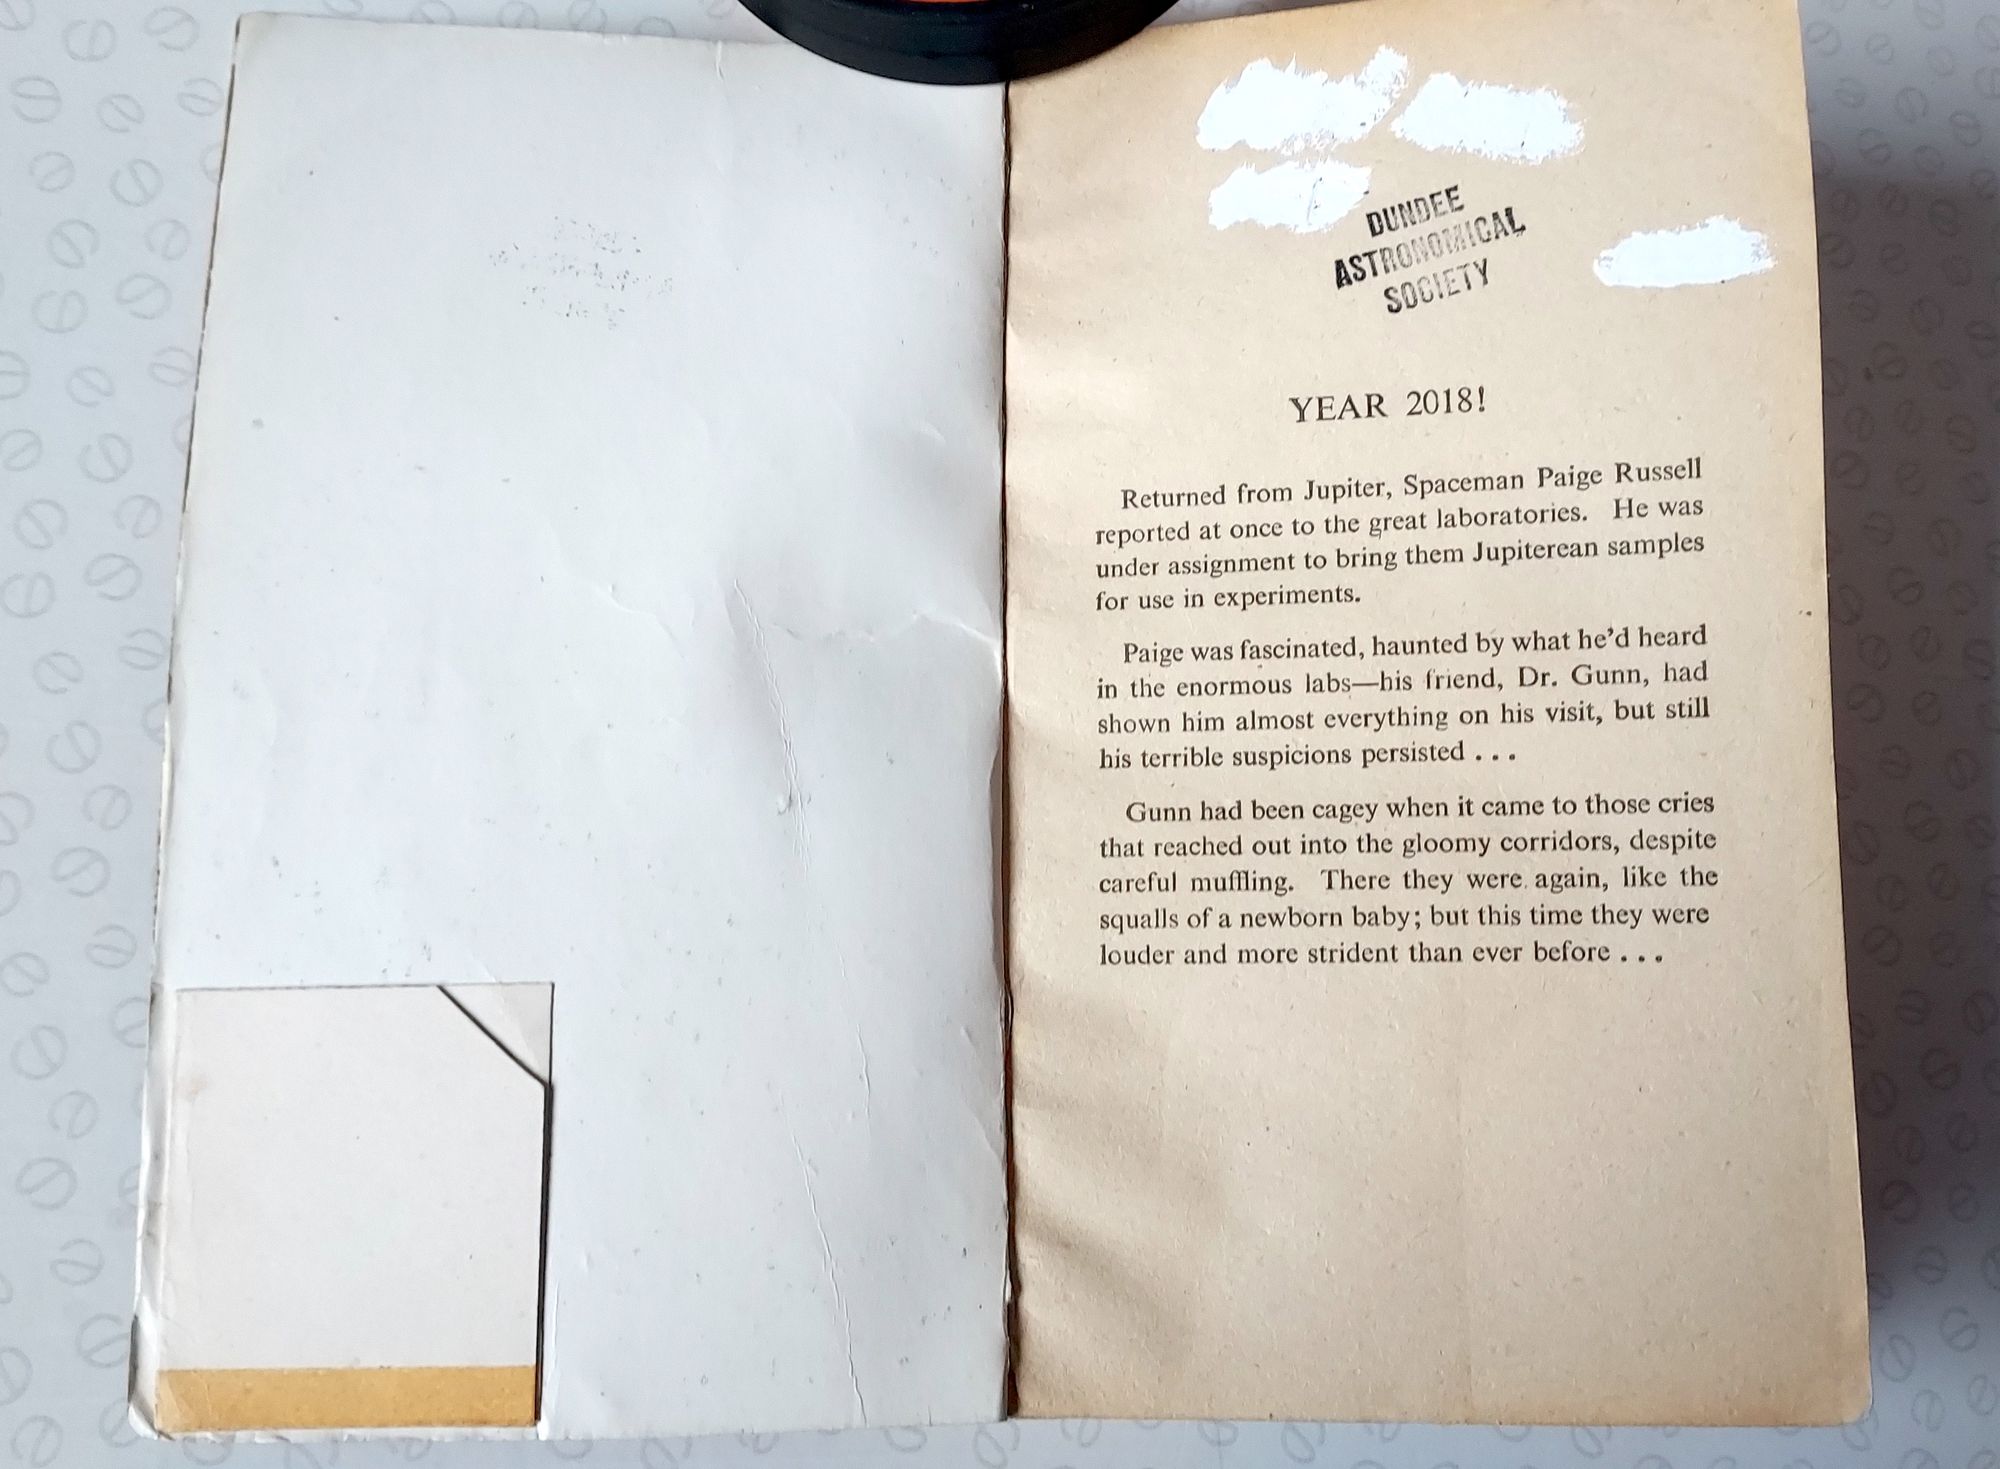 DUNDEE
ASTRONOMICAL
SOCIETY
YEAR 2018!
Returned from Jupiter, Spaceman Paige Russell
reported at once to the great laboratories. He was
under assignment to bring them Jupiterean samples
for use in experiments.
Paige was fascinated, haunted by what he’d heard
in the enormous labs—his friend, Dr. Gunn, had
shown him almost everything on his visit, but still
his terrible suspicions persisted . . .
Gunn had been cagey when it came to those cries
that reached out into the gloomy corridors, despite
careful muffling. There they were again, like the
squalls of a newborn baby; but this time they were
louder and more strident than ever before . . .